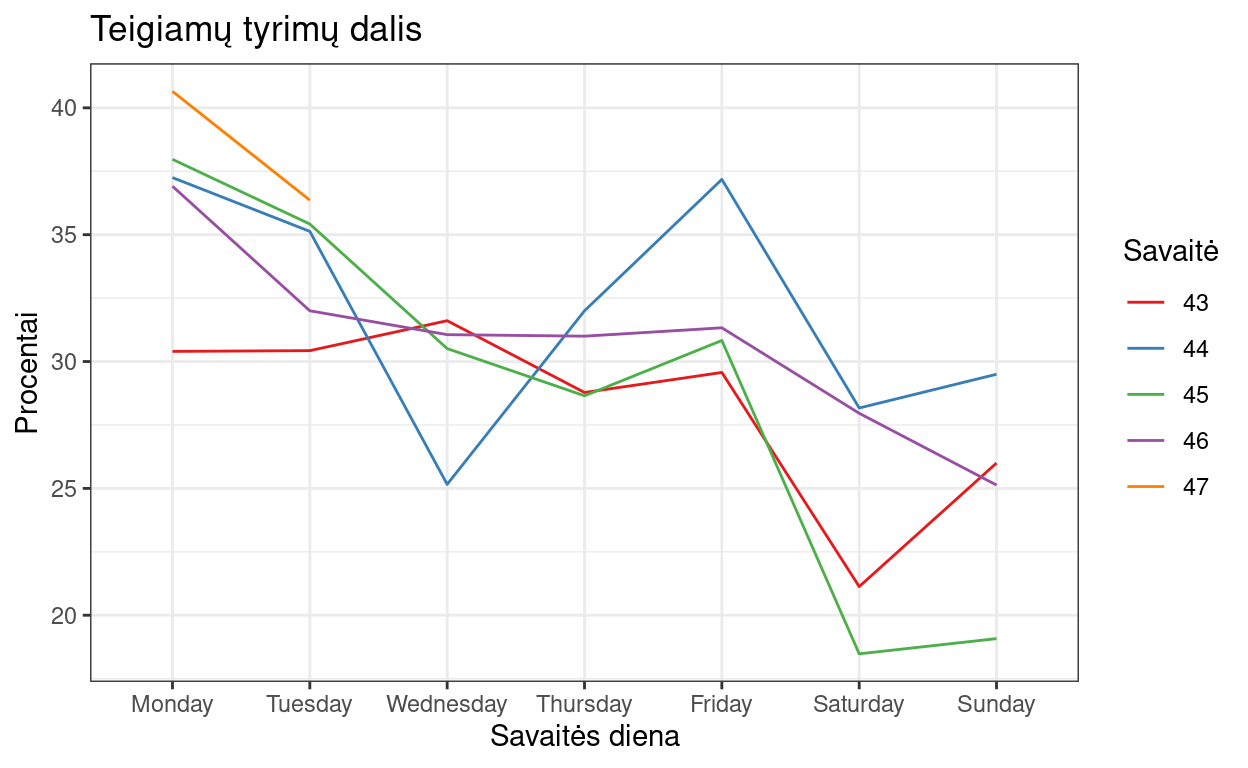 Teigiamų tyrimų dalis
Procentai
40
35
30
25
20
Monday Tuesday Wednesday Thursday Friday Saturday Sunday
Savaitės diena
Savaitė
43
44
45
46
47